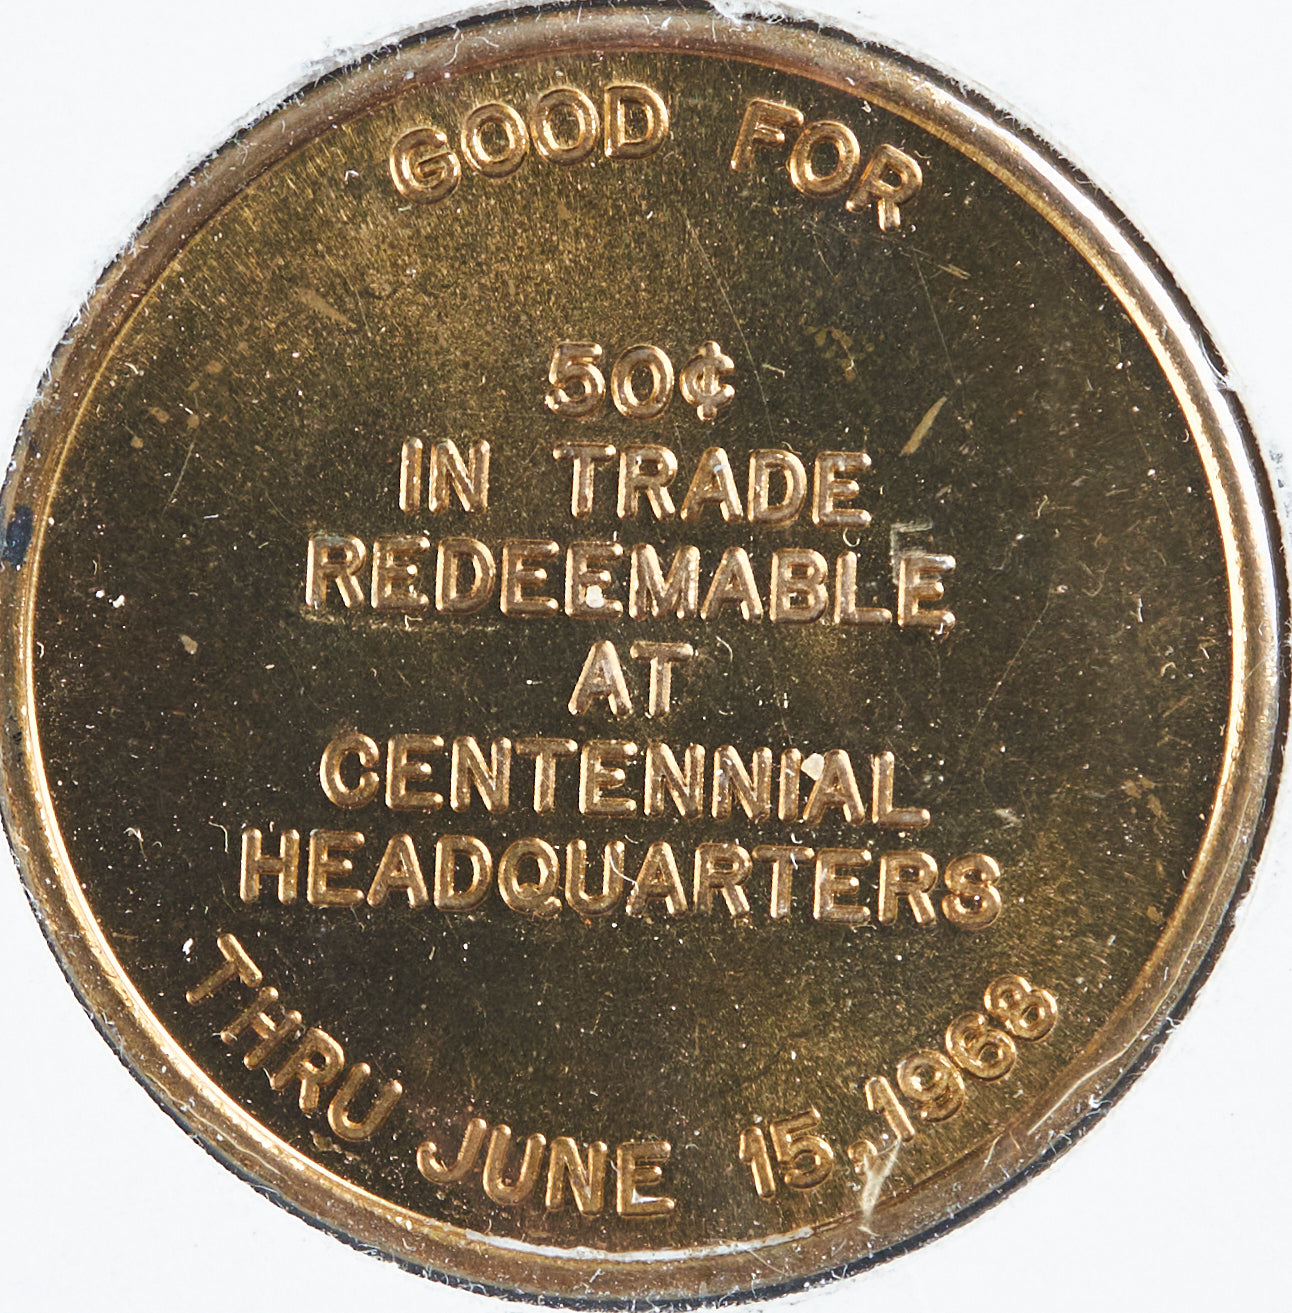 GOOD FOR
50¢
IN TRADE
REDEEMABLE
AT
CENTENNIAL
HEADQUARTERS
THRU JUNE 15, 1968